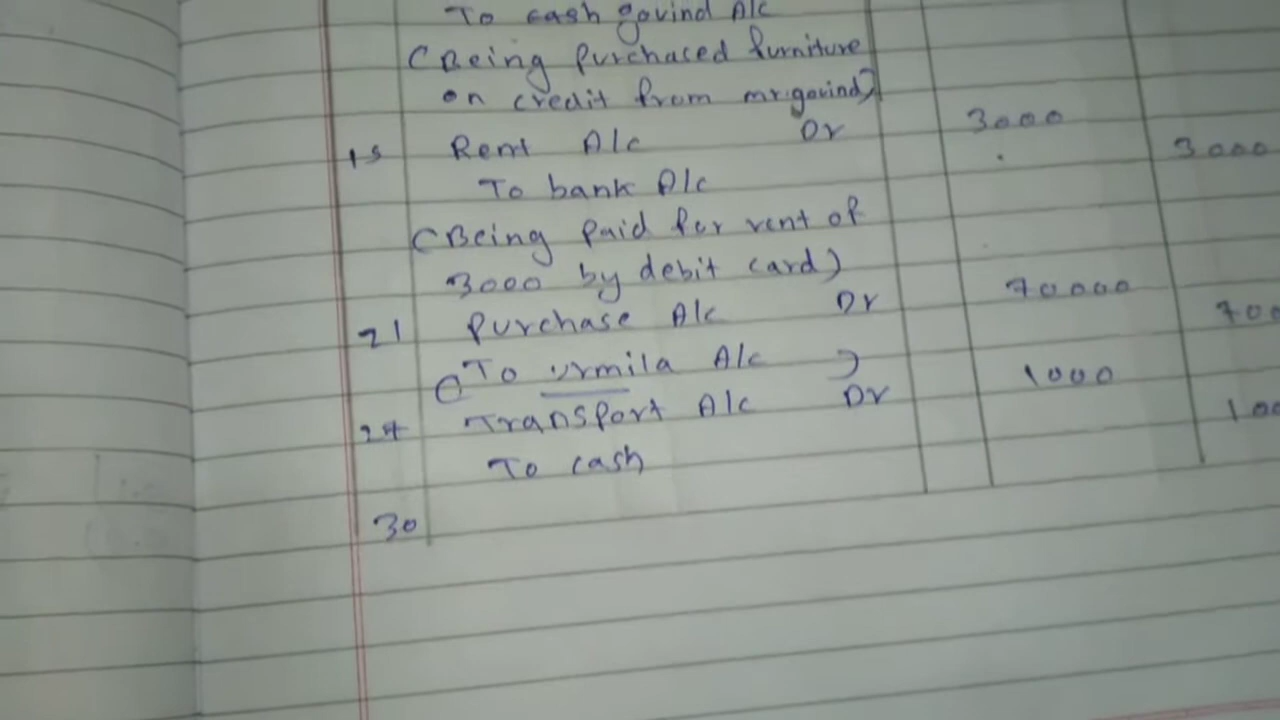 To cash govind A/c
(Being Purchased furniture
on credit from mr.govind)
15 Rent A/c Dr 3000
To bank A/c 3000
(Being Paid for rent of
3000 by debit card)
21 Purchase A/c Dr 70000
To urmila A/c 700
24 Transport A/c Dr 1000
To cash 100
30